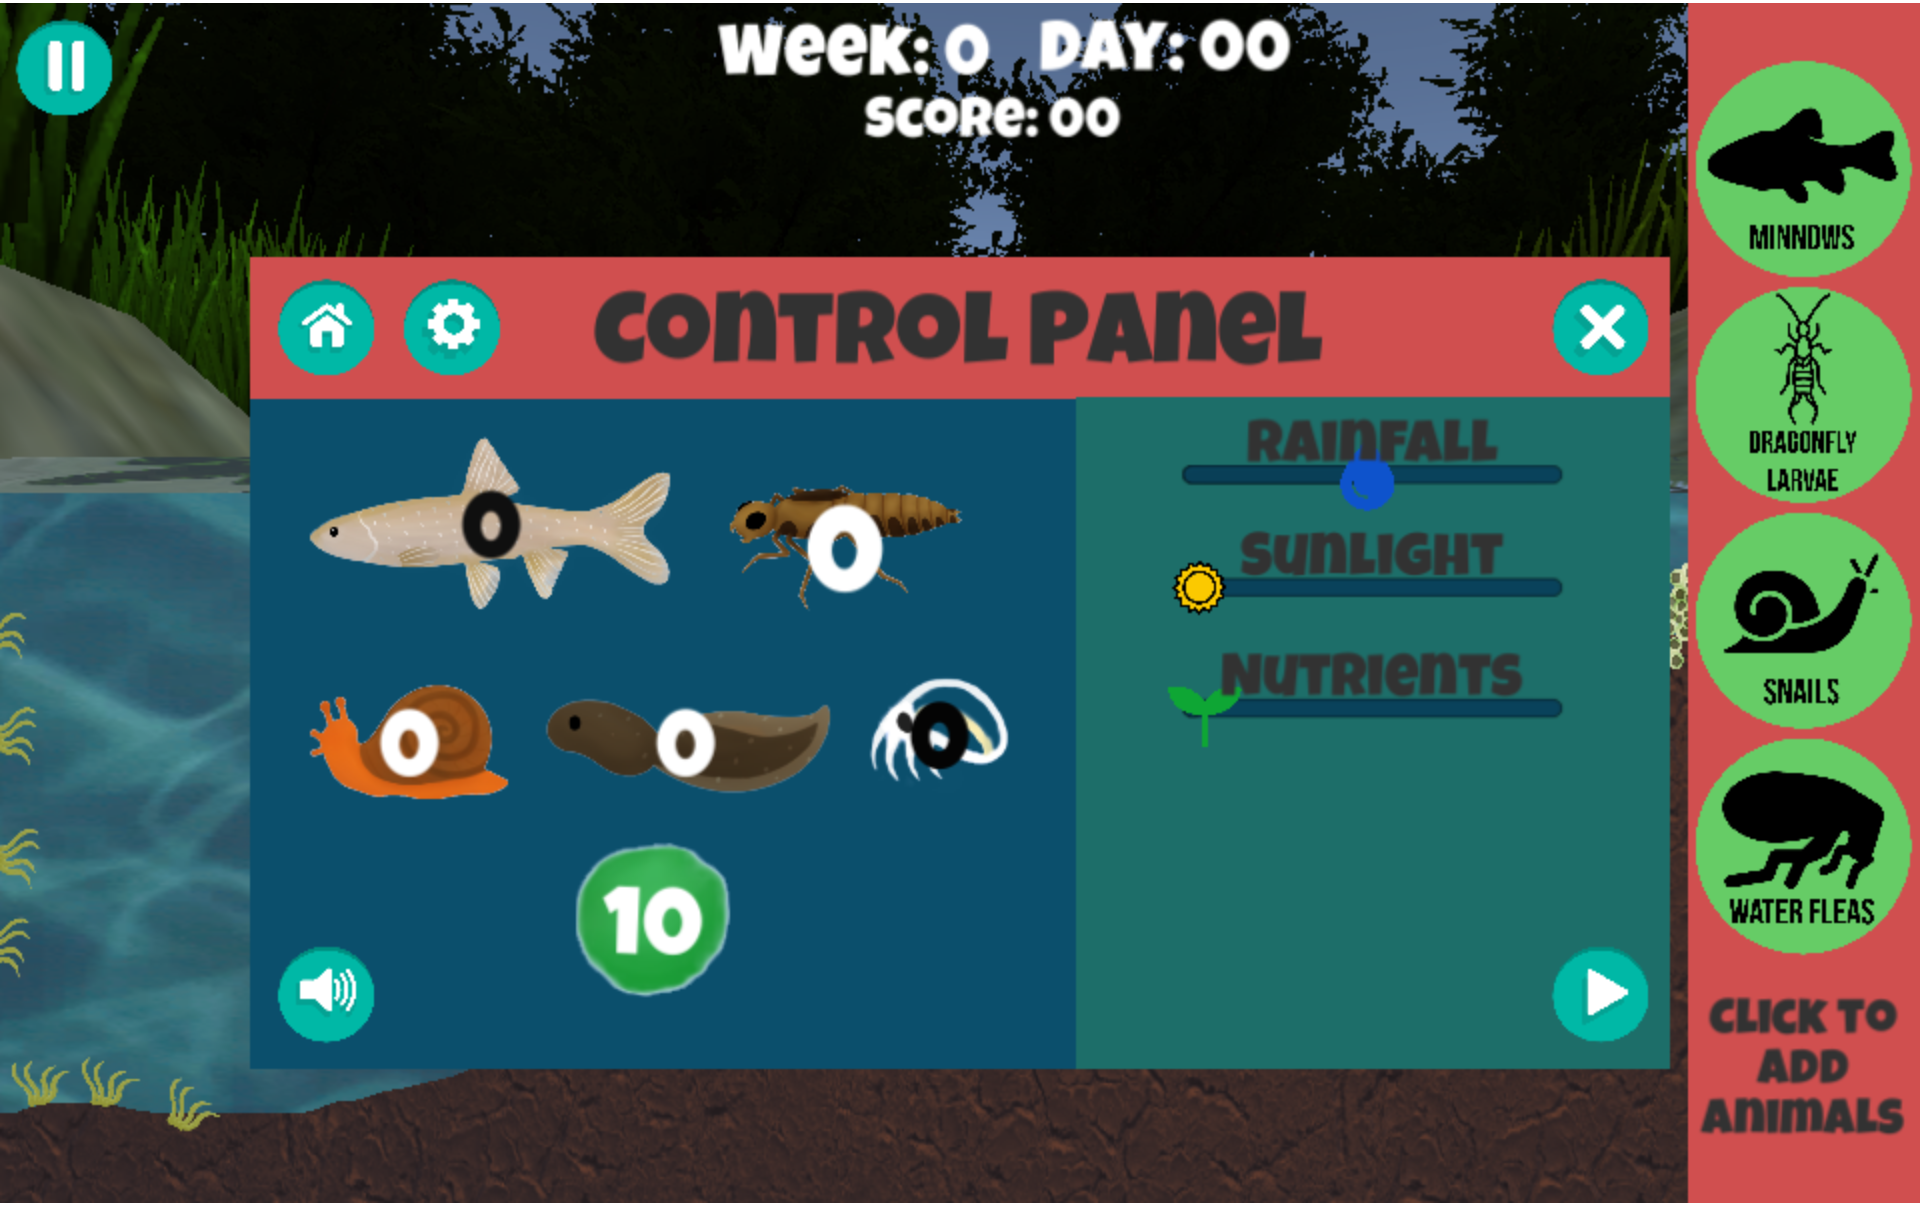 Week: 0 DAY: 00
SCORe: 00
CONTROL PANEL
0
0
0
0
0
10
RAINFALL
SUNLIGHT
NUTRIENTS
MINNOWS
DRAGONFLY
LARVAE
SNAILS
WATER FLEAS
CLICK TO
ADD
ANIMALS